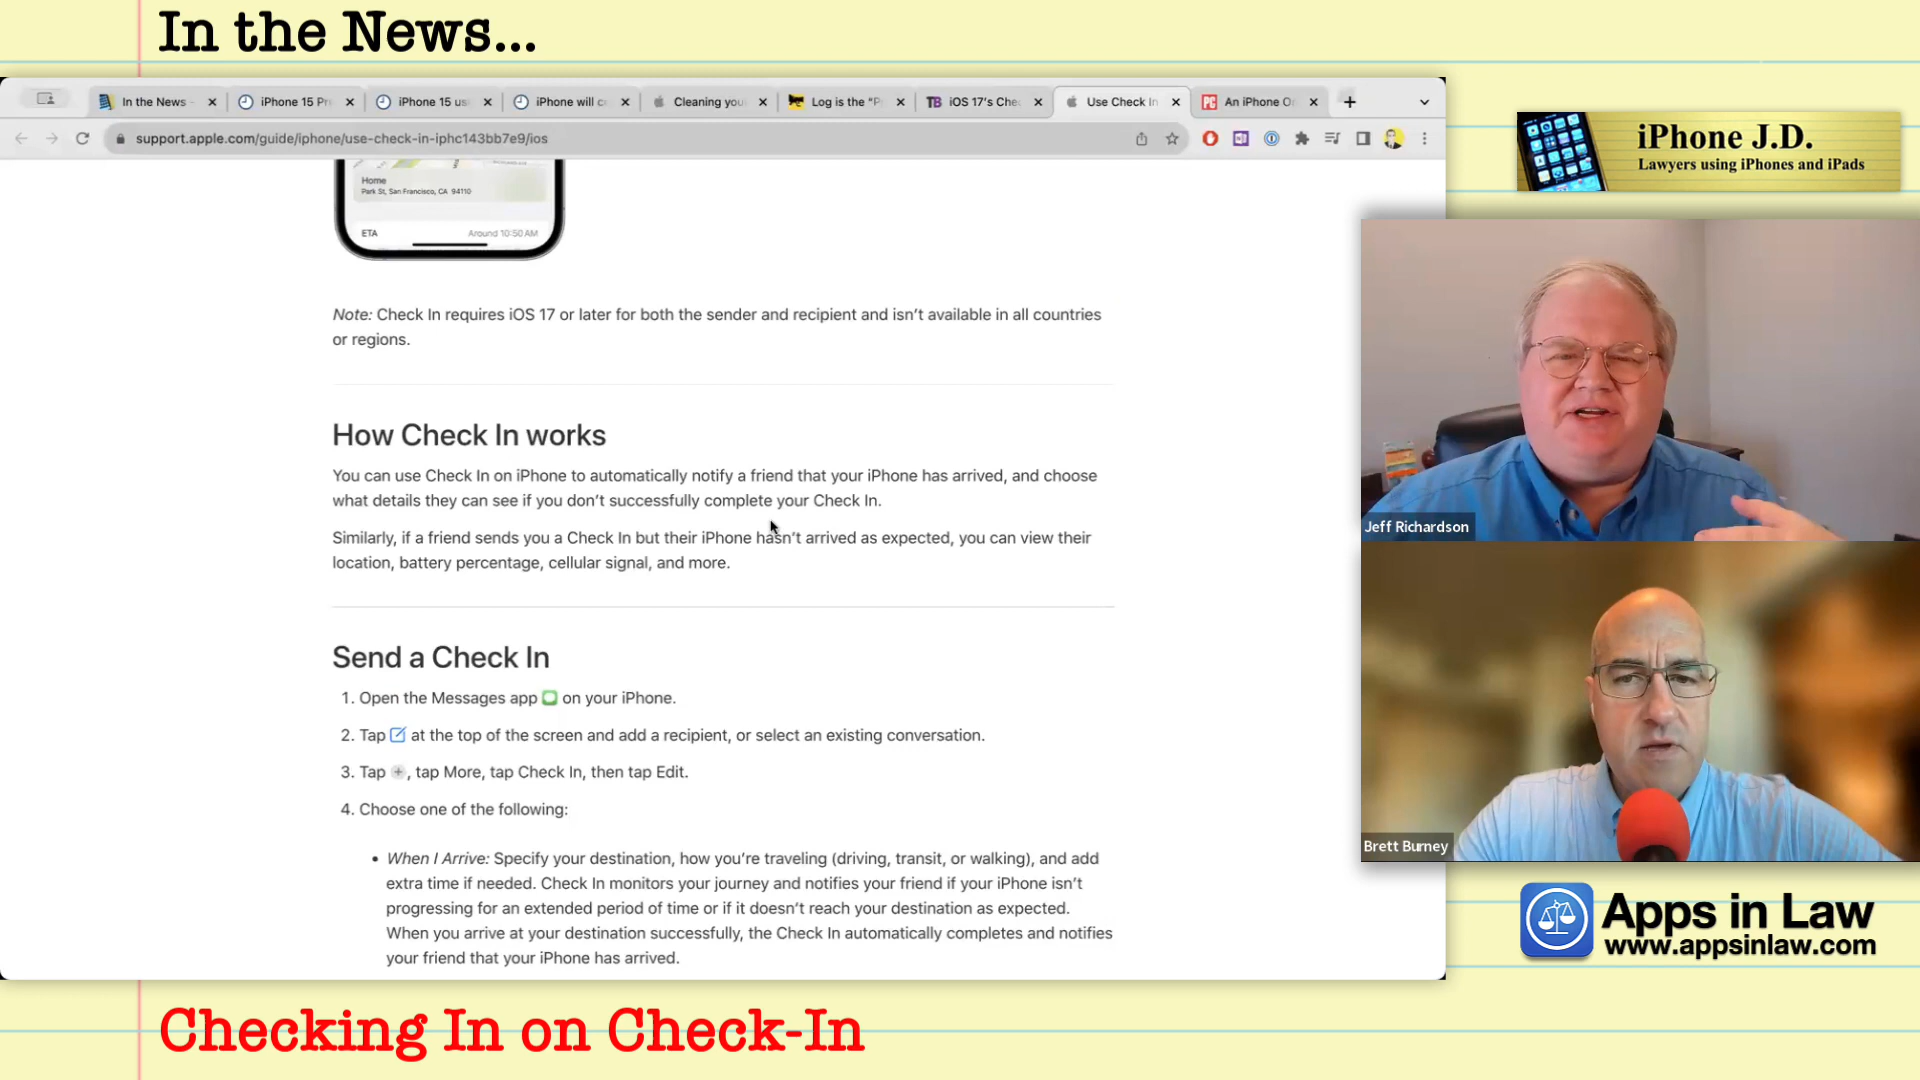 In the News...
In the News -
iPhone 15 Pr
iPhone 15 us
iPhone will c
Cleaning you
Log is the "P
TB iOS 17's Che
Use Check In
PC An iPhone O
support.apple.com/guide/iphone/use-check-in-iphc143bb7e9/ios
iPhone J.D.
Lawyers using iPhones and iPads
Home
Park St, San Francisco, CA 94110
ETA Around 10:50 AM
Note: Check In requires iOS 17 or later for both the sender and recipient and isn't available in all countries
or regions.
How Check In works
You can use Check In on iPhone to automatically notify a friend that your iPhone has arrived, and choose
what details they can see if you don't successfully complete your Check In.
Similarly, if a friend sends you a Check In but their iPhone hasn't arrived as expected, you can view their
location, battery percentage, cellular signal, and more.
Send a Check In
1. Open the Messages app on your iPhone.
2. Tap at the top of the screen and add a recipient, or select an existing conversation.
3. Tap , tap More, tap Check In, then tap Edit.
4. Choose one of the following:
• When I Arrive: Specify your destination, how you're traveling (driving, transit, or walking), and add
extra time if needed. Check In monitors your journey and notifies your friend if your iPhone isn't
progressing for an extended period of time or if it doesn't reach your destination as expected.
When you arrive at your destination successfully, the Check In automatically completes and notifies
your friend that your iPhone has arrived.
Jeff Richardson
Brett Burney
Apps in Law
www.appsinlaw.com
Checking In on Check-In